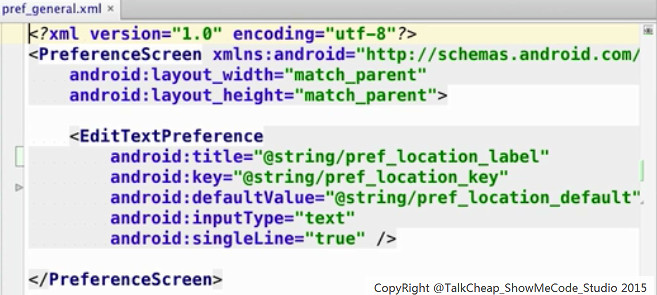 pref_general.xml ×
<?xml version="1.0" encoding="utf-8"?>
<PreferenceScreen xmlns:android="http://schemas.android.com/
android:layout_width="match_parent"
android:layout_height="match_parent">
<EditTextPreference
android:title="@string/pref_location_label"
android:key="@string/pref_location_key"
android:defaultValue="@string/pref_location_default"
android:inputType="text"
android:singleLine="true" />
</PreferenceScreen>
CopyRight @TalkCheap_ShowMeCode_Studio 2015